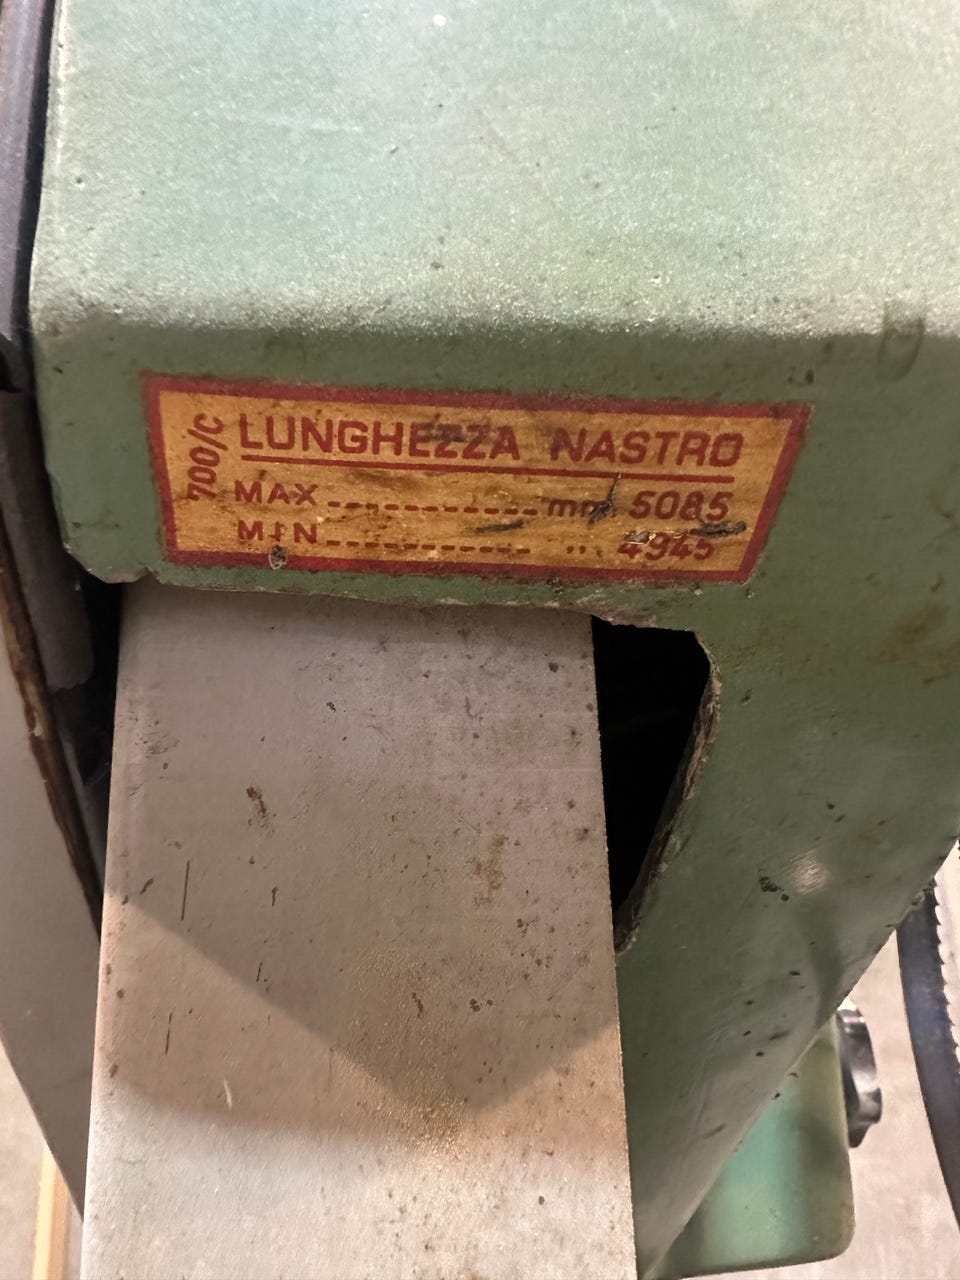 700/C
LUNGHEZZA NASTRO
MAX mm 5085
MIN " 4945